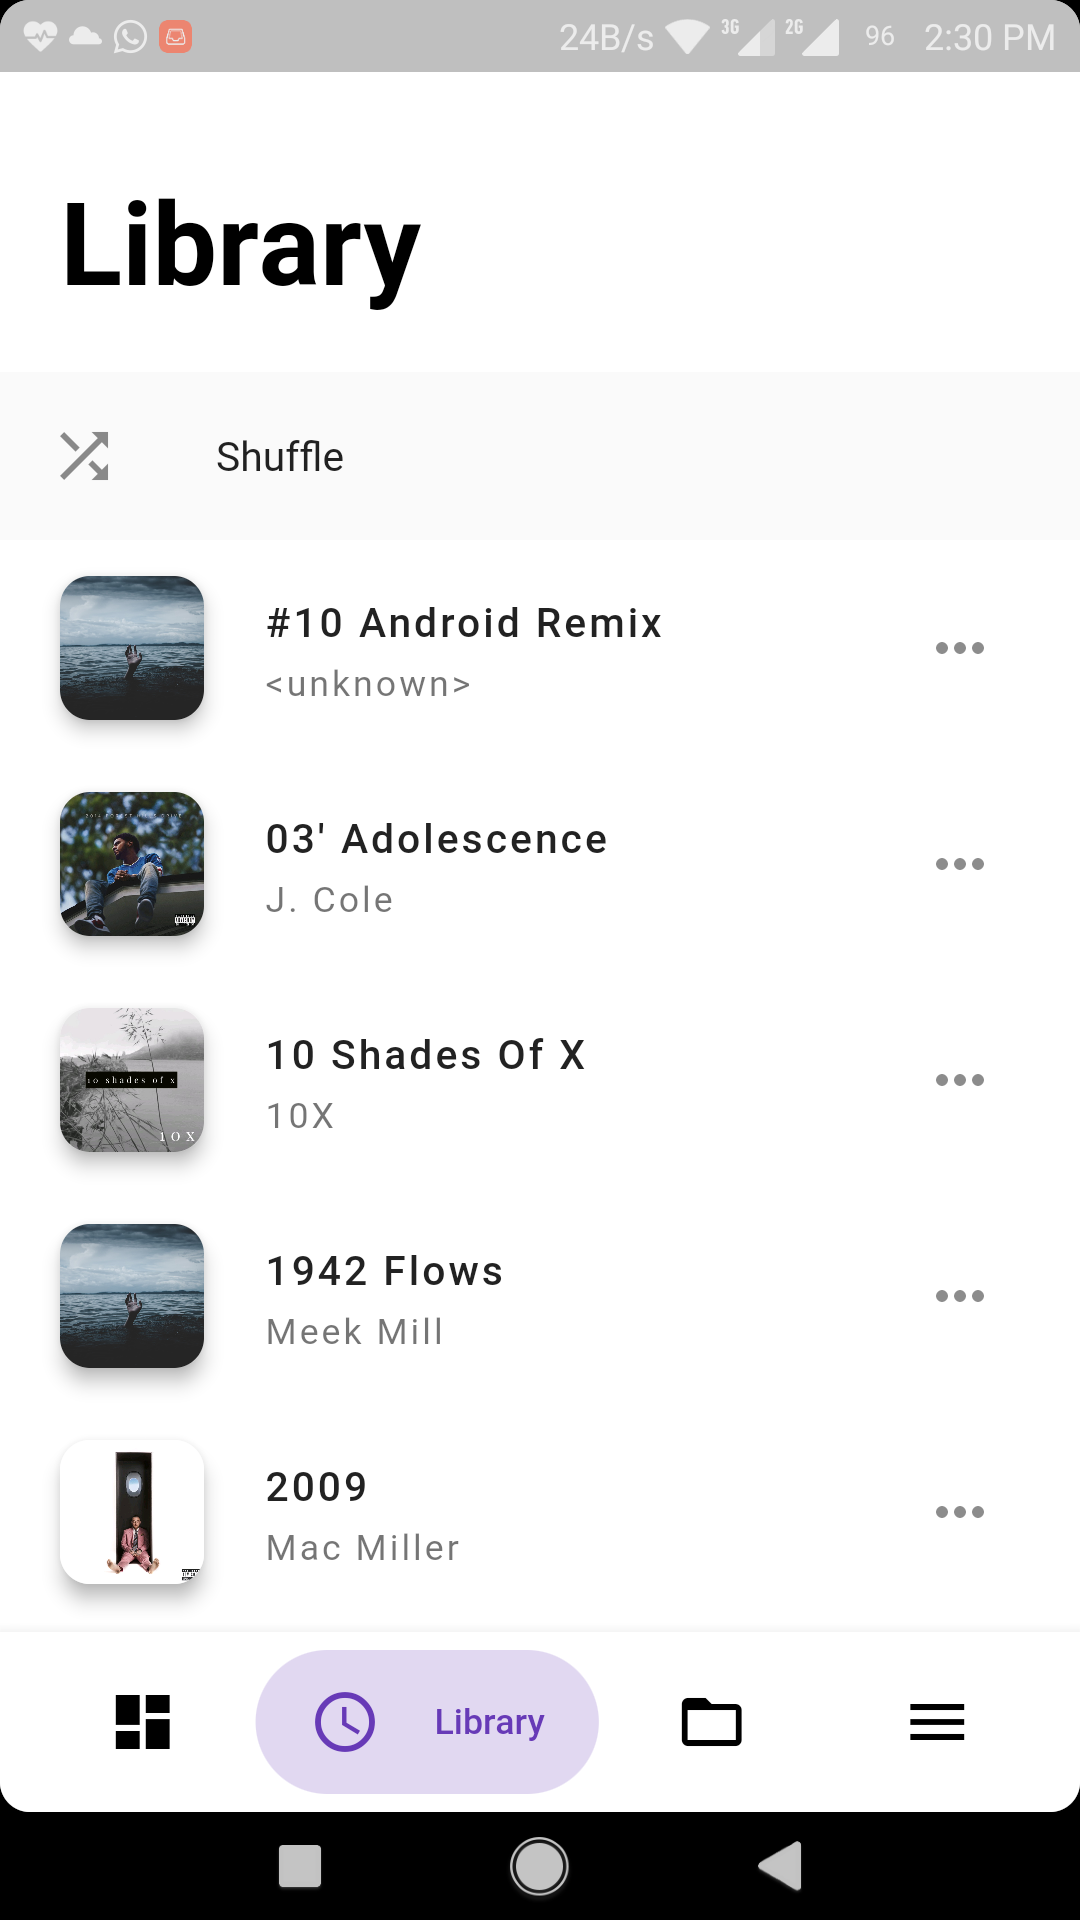 24B/s 3G 2G 96 2:30 PM
Library
Shuffle
#10 Android Remix
<unknown>
03' Adolescence
J. Cole
10 Shades Of X
10X
10 shades of x
10X
1942 Flows
Meek Mill
2009
Mac Miller
Library